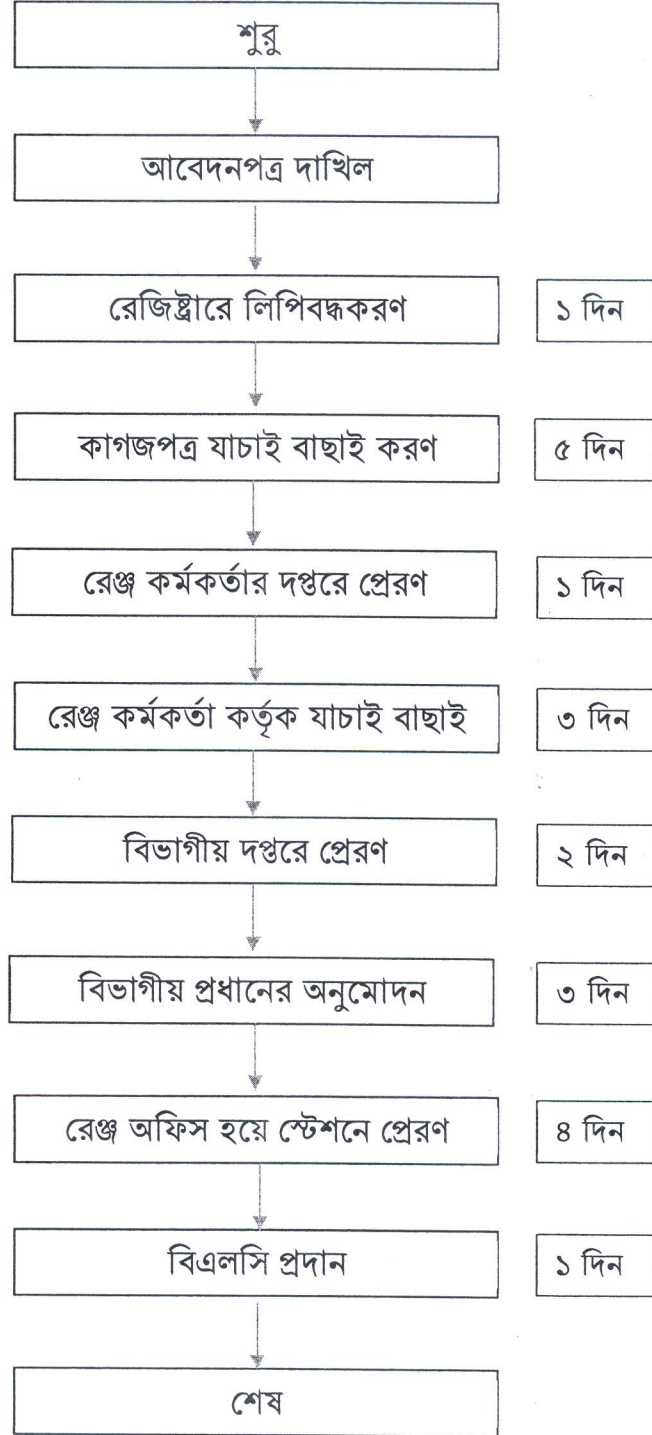 শুরু
আবেদনপত্র দাখিল
রেজিষ্ট্রারে লিপিবদ্ধকরণ ১ দিন
কাগজপত্র যাচাই বাছাই করণ ৫ দিন
রেঞ্জ কর্মকর্তার দপ্তরে প্রেরণ ১ দিন
রেঞ্জ কর্মকর্তা কর্তৃক যাচাই বাছাই ৩ দিন
বিভাগীয় দপ্তরে প্রেরণ ২ দিন
বিভাগীয় প্রধানের অনুমোদন ৩ দিন
রেঞ্জ অফিস হয়ে স্টেশনে প্রেরণ ৪ দিন
বিএলসি প্রদান ১ দিন
শেষ